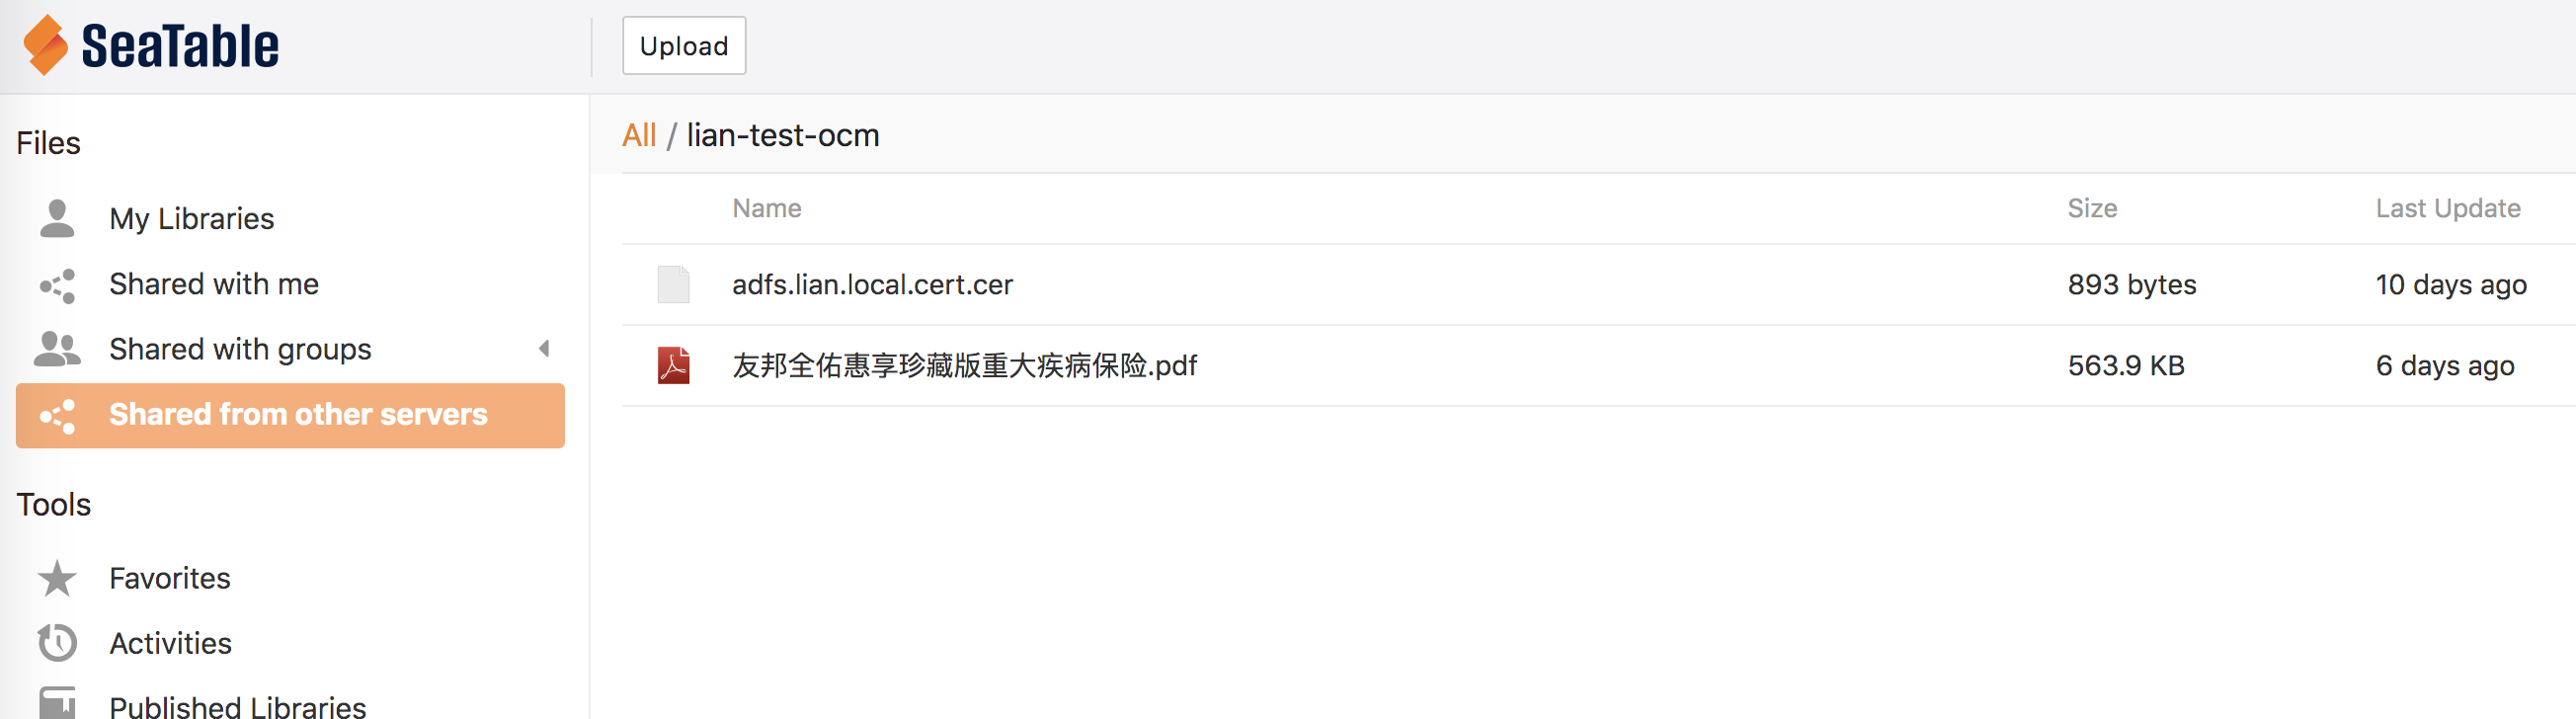 SeaTable
Upload
Files
My Libraries
Shared with me
Shared with groups
Shared from other servers
Tools
Favorites
Activities
Published Libraries
All / lian-test-ocm
Name Size Last Update
adfs.lian.local.cert.cer 893 bytes 10 days ago
友邦全佑惠享珍藏版重大疾病保险.pdf 563.9 KB 6 days ago